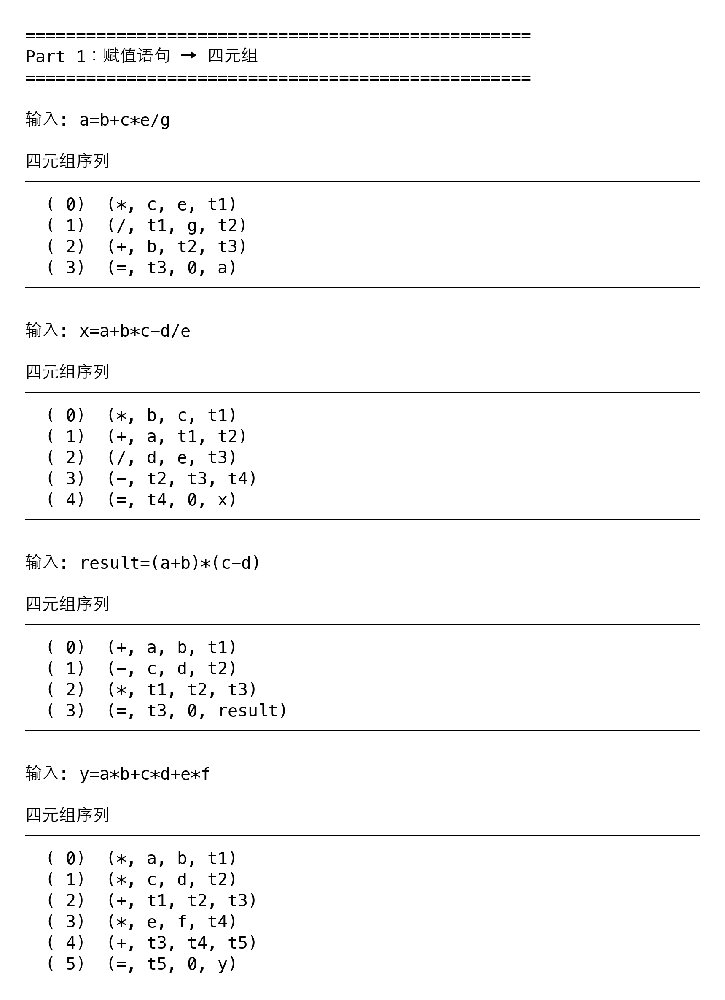 ==================================================
Part 1：赋值语句 → 四元组
==================================================
输入: a=b+c*e/g
四元组序列
( 0)  (*, c, e, t1)
( 1)  (/, t1, g, t2)
( 2)  (+, b, t2, t3)
( 3)  (=, t3, 0, a)
输入: x=a+b*c−d/e
四元组序列
( 0)  (*, b, c, t1)
( 1)  (+, a, t1, t2)
( 2)  (/, d, e, t3)
( 3)  (−, t2, t3, t4)
( 4)  (=, t4, 0, x)
输入: result=(a+b)*(c−d)
四元组序列
( 0)  (+, a, b, t1)
( 1)  (−, c, d, t2)
( 2)  (*, t1, t2, t3)
( 3)  (=, t3, 0, result)
输入: y=a*b+c*d+e*f
四元组序列
( 0)  (*, a, b, t1)
( 1)  (*, c, d, t2)
( 2)  (+, t1, t2, t3)
( 3)  (*, e, f, t4)
( 4)  (+, t3, t4, t5)
( 5)  (=, t5, 0, y)